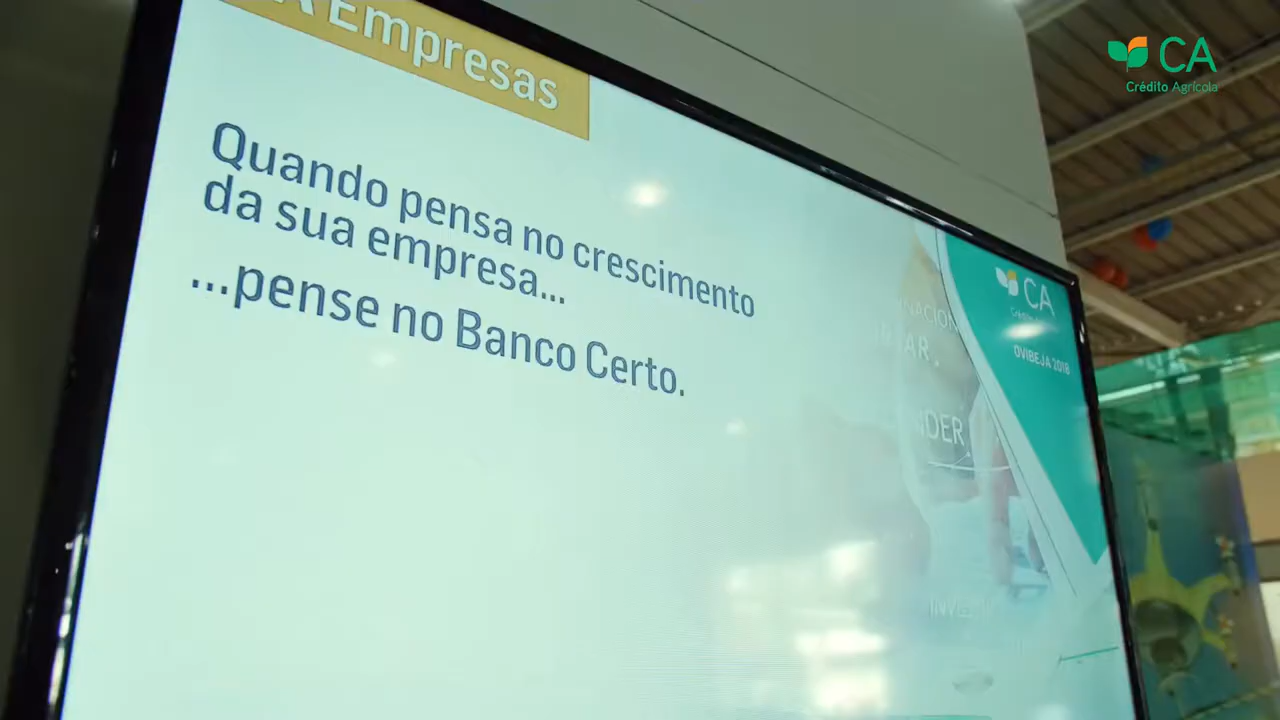 CA
Crédito Agrícola
Empresas
Quando pensa no crescimento
da sua empresa...
...pense no Banco Certo.
CA
OVIBEJA 2018